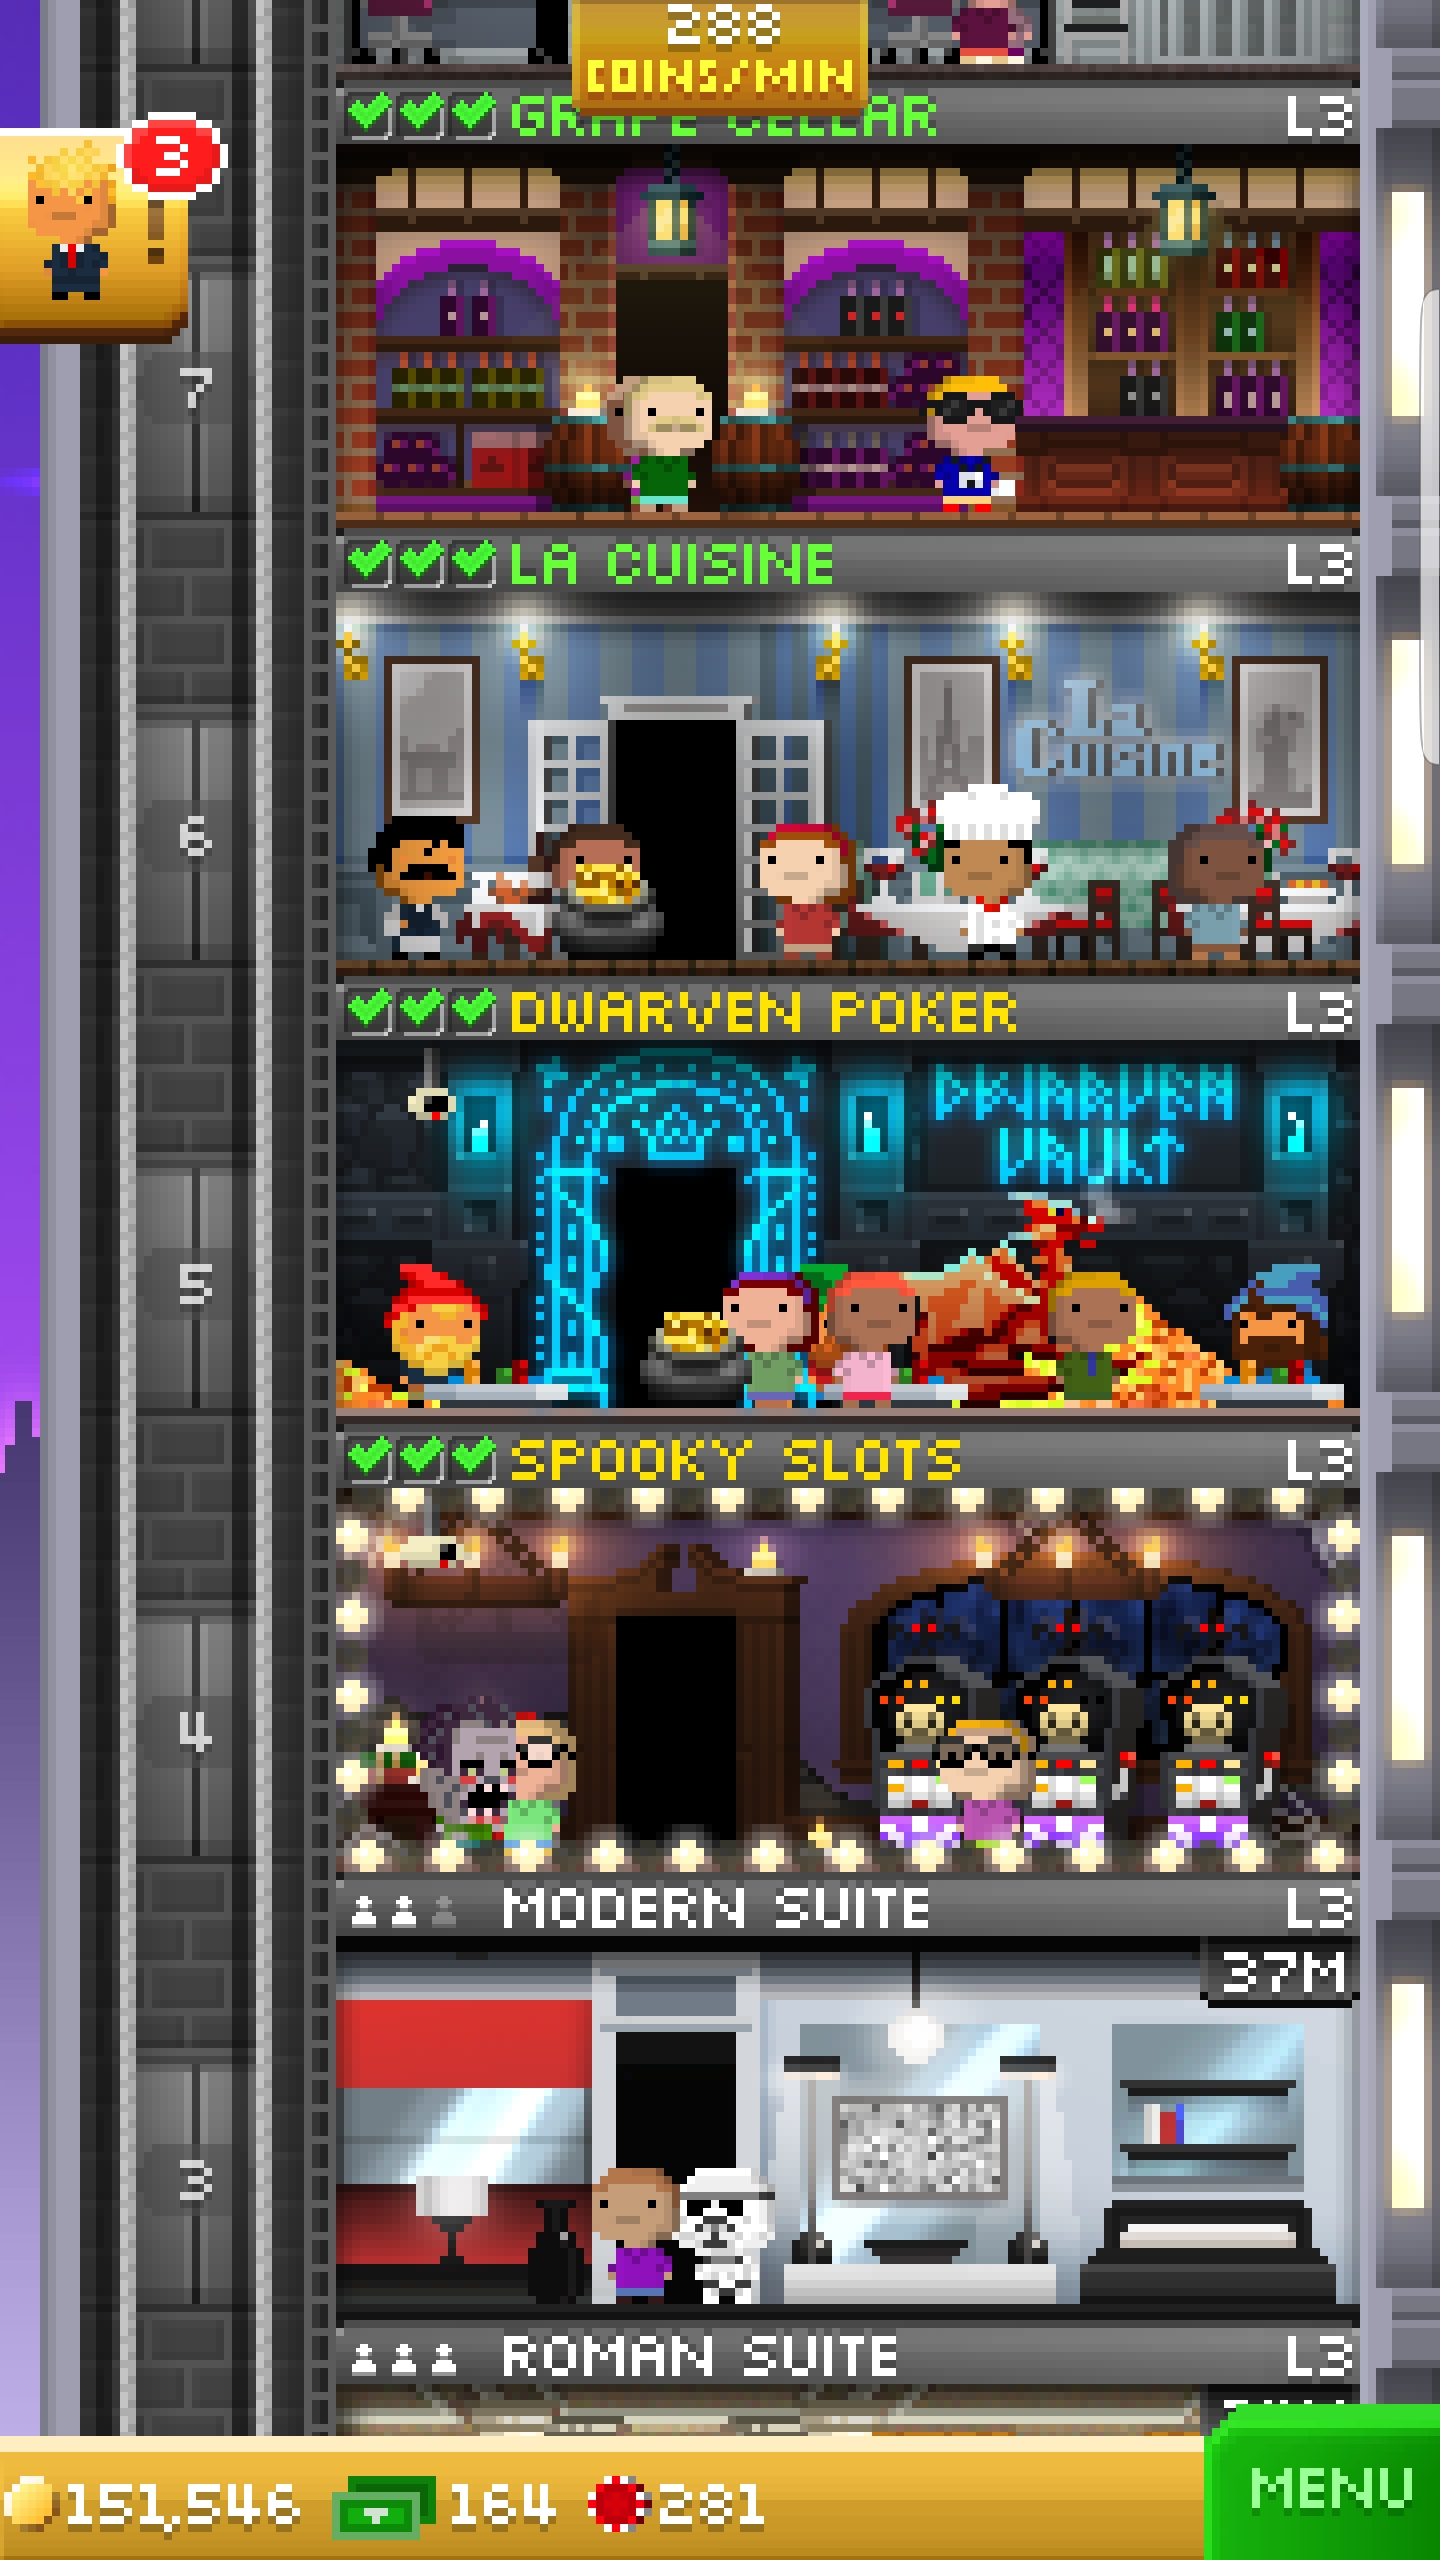 288
COINS/MIN
GRAPE CELLAR L3
3
!
7
LA CUISINE L3
La
Cuisine
6
DWARVEN POKER L3
DWARVEN
VAULT
5
SPOOKY SLOTS L3
4
MODERN SUITE L3
37M
3
ROMAN SUITE L3
151,546 164 281
MENU